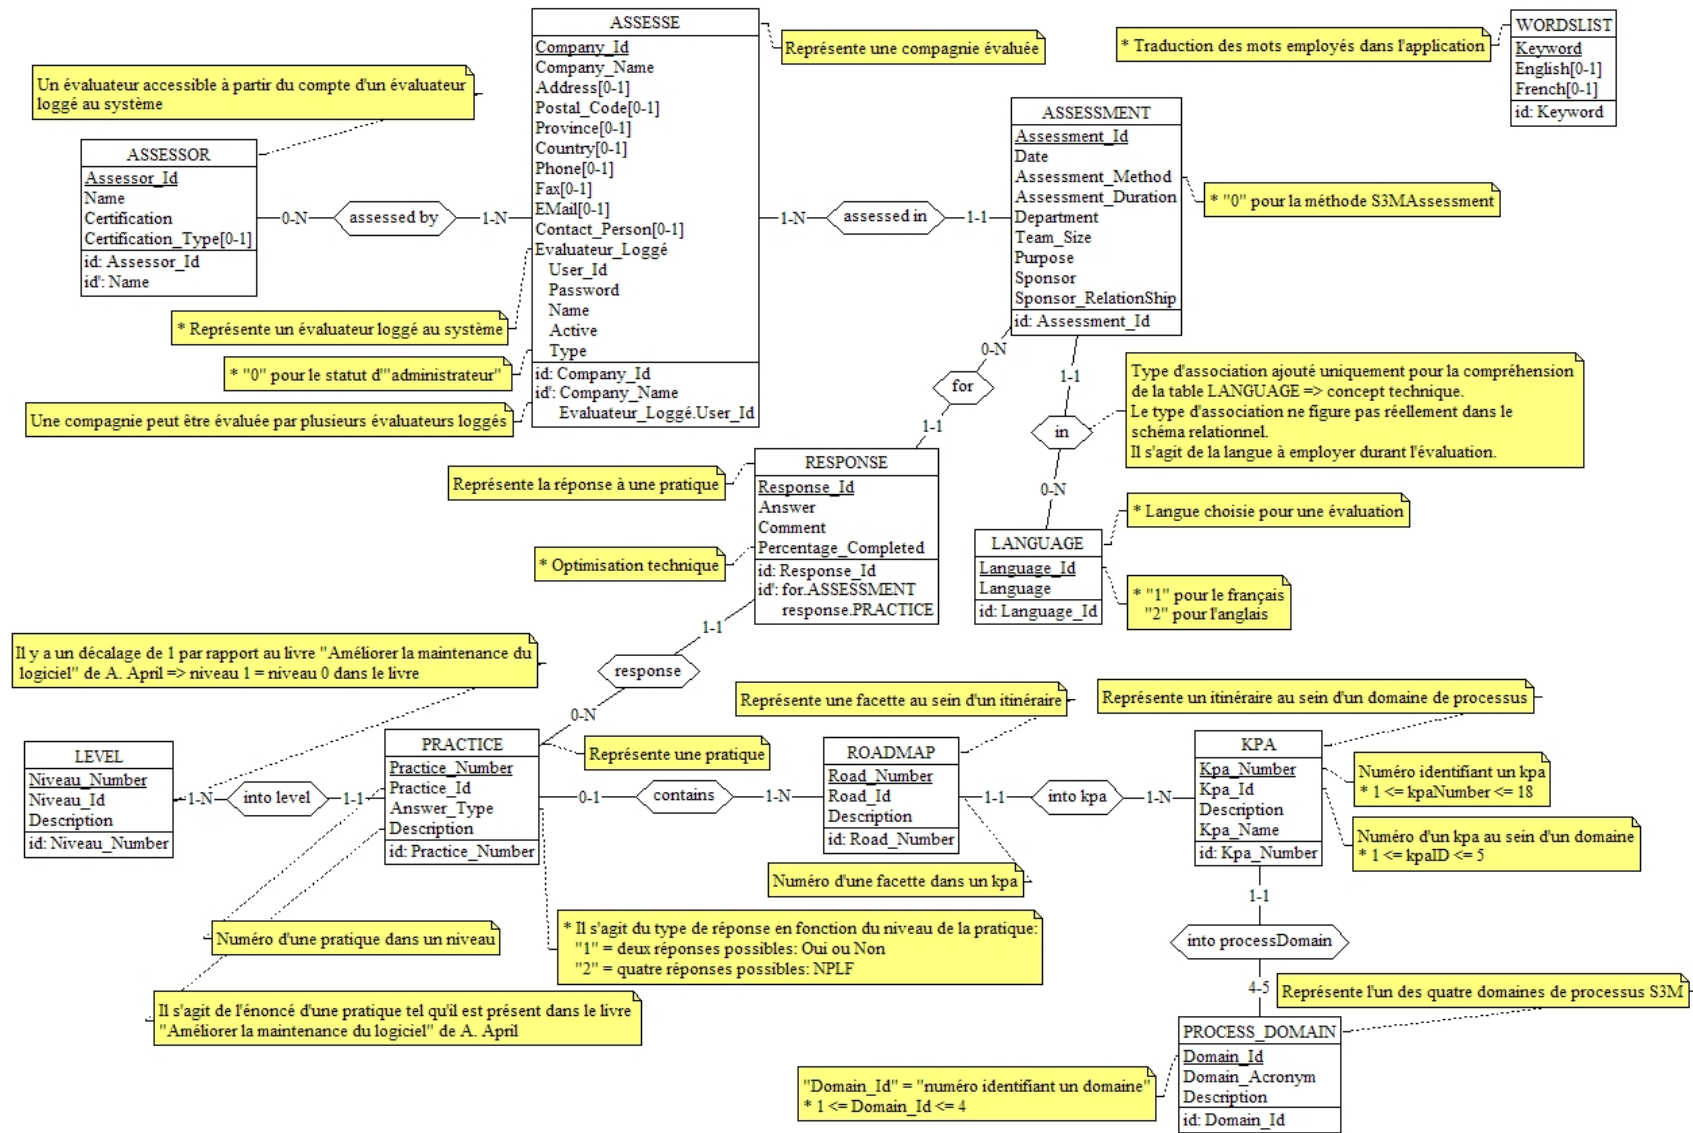 ASSESSE
Company_Id
Company_Name
Address[0-1]
Postal_Code[0-1]
Province[0-1]
Country[0-1]
Phone[0-1]
Fax[0-1]
EMail[0-1]
Contact_Person[0-1]
Evaluateur_Loggé
User_Id
Password
Name
Active
Type
id: Company_Id
id': Company_Name
Evaluateur_Loggé.User_Id
Représente une compagnie évaluée
* Traduction des mots employés dans l'application
WORDSLIST
Keyword
English[0-1]
French[0-1]
id: Keyword
Un évaluateur accessible à partir du compte d'un évaluateur
loggé au système
ASSESSOR
Assessor_Id
Name
Certification
Certification_Type[0-1]
id: Assessor_Id
id': Name
0-N
assessed by
1-N
1-N
assessed in
1-1
ASSESSMENT
Assessment_Id
Date
Assessment_Method
Assessment_Duration
Department
Team_Size
Purpose
Sponsor
Sponsor_RelationShip
id: Assessment_Id
* "0" pour la méthode S3MAssessment
* Représente un évaluateur loggé au système
* "0" pour le statut d'"administrateur"
Une compagnie peut être évaluée par plusieurs évaluateurs loggés
0-N
for
1-1
1-1
in
0-N
Type d'association ajouté uniquement pour la compréhension
de la table LANGUAGE => concept technique.
Le type d'association ne figure pas réellement dans le
schéma relationnel.
Il s'agit de la langue à employer durant l'évaluation.
Représente la réponse à une pratique
RESPONSE
Response_Id
Answer
Comment
Percentage_Completed
id: Response_Id
id': for.ASSESSMENT
response.PRACTICE
* Optimisation technique
* Langue choisie pour une évaluation
LANGUAGE
Language_Id
Language
id: Language_Id
* "1" pour le français
"2" pour l'anglais
1-1
response
0-N
Il y a un décalage de 1 par rapport au livre "Améliorer la maintenance du
logiciel" de A. April => niveau 1 = niveau 0 dans le livre
Représente une facette au sein d'un itinéraire
Représente un itinéraire au sein d'un domaine de processus
LEVEL
Niveau_Number
Niveau_Id
Description
id: Niveau_Number
1-N
into level
1-1
PRACTICE
Practice_Number
Practice_Id
Answer_Type
Description
id: Practice_Number
Représente une pratique
0-1
contains
1-N
ROADMAP
Road_Number
Road_Id
Description
id: Road_Number
1-1
into kpa
1-N
KPA
Kpa_Number
Kpa_Id
Description
Kpa_Name
id: Kpa_Number
Numéro identifiant un kpa
* 1 <= kpaNumber <= 18
Numéro d'un kpa au sein d'un domaine
* 1 <= kpaID <= 5
Numéro d'une facette dans un kpa
Numéro d'une pratique dans un niveau
* Il s'agit du type de réponse en fonction du niveau de la pratique:
"1" = deux réponses possibles: Oui ou Non
"2" = quatre réponses possibles: NPLF
Il s'agit de l'énoncé d'une pratique tel qu'il est présent dans le livre
"Améliorer la maintenance du logiciel" de A. April
1-1
into processDomain
4-5
Représente l'un des quatre domaines de processus S3M
PROCESS_DOMAIN
Domain_Id
Domain_Acronym
Description
id: Domain_Id
"Domain_Id" = "numéro identifiant un domaine"
* 1 <= Domain_Id <= 4